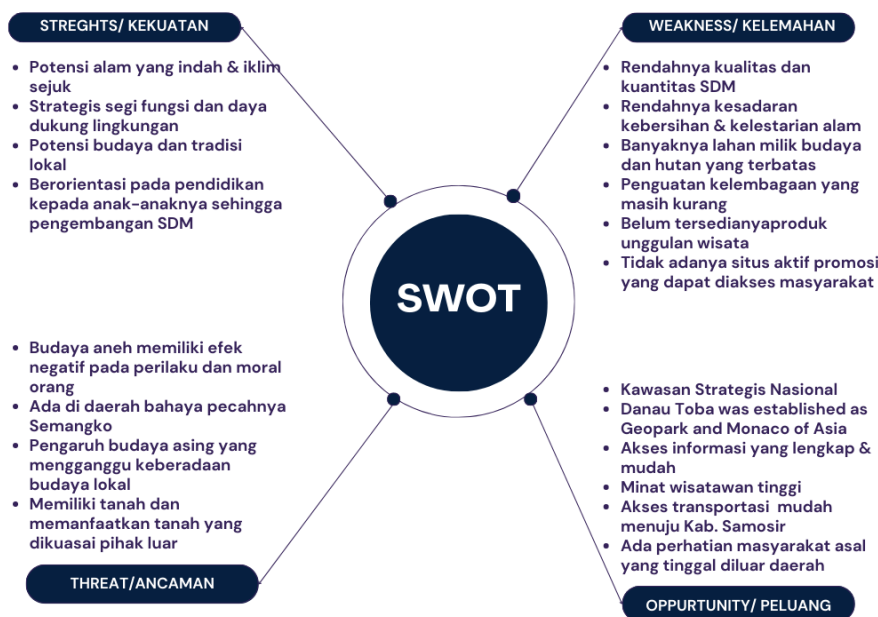 STREGHTS/ KEKUATAN
Potensi alam yang indah & iklim
sejuk
Strategis segi fungsi dan daya
dukung lingkungan
Potensi budaya dan tradisi
lokal
Berorientasi pada pendidikan
kepada anak-anaknya sehingga
pengembangan SDM
WEAKNESS/ KELEMAHAN
Rendahnya kualitas dan
kuantitas SDM
Rendahnya kesadaran
kebersihan & kelestarian alam
Banyaknya lahan milik budaya
dan hutan yang terbatas
Penguatan kelembagaan yang
masih kurang
Belum tersedianyaproduk
unggulan wisata
Tidak adanya situs aktif promosi
yang dapat diakses masyarakat
SWOT
Budaya aneh memiliki efek
negatif pada perilaku dan moral
orang
Ada di daerah bahaya pecahnya
Semangko
Pengaruh budaya asing yang
mengganggu keberadaan
budaya lokal
Memiliki tanah dan
memanfaatkan tanah yang
dikuasai pihak luar
THREAT/ANCAMAN
Kawasan Strategis Nasional
Danau Toba was established as
Geopark and Monaco of Asia
Akses informasi yang lengkap &
mudah
Minat wisatawan tinggi
Akses transportasi mudah
menuju Kab. Samosir
Ada perhatian masyarakat asal
yang tinggal diluar daerah
OPPURTUNITY/ PELUANG